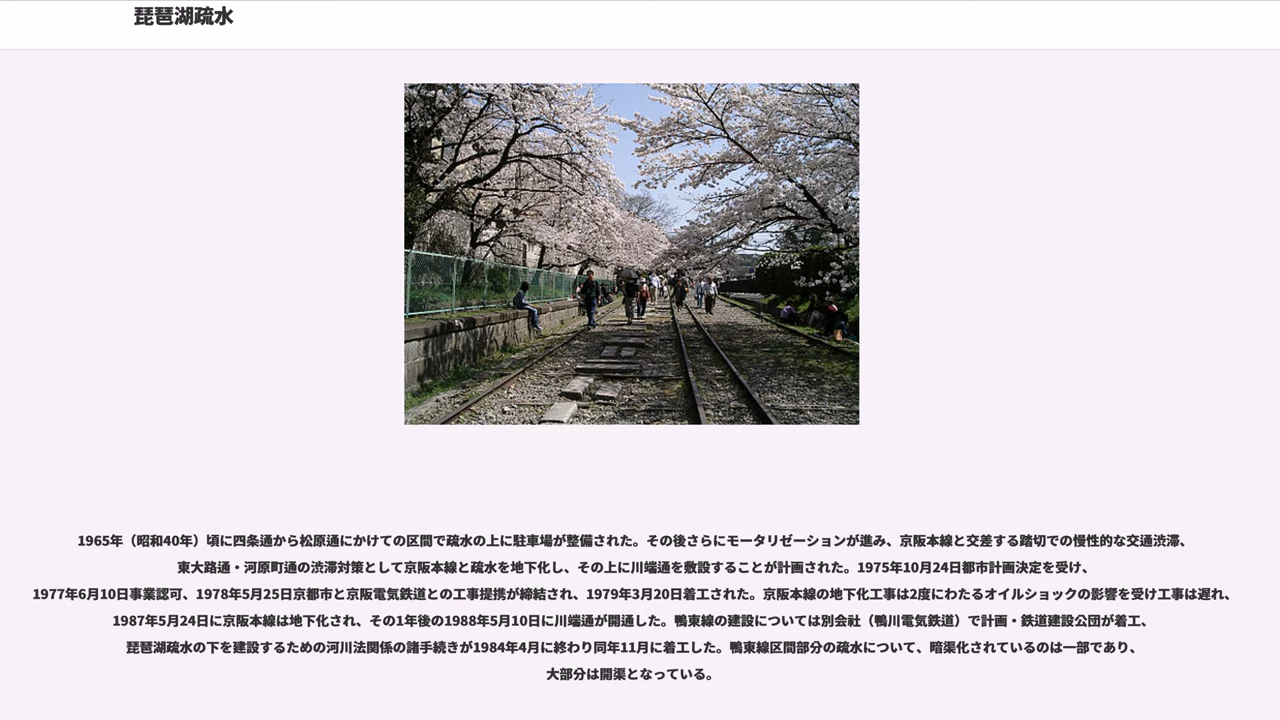 琵琶湖疏水
1965年（昭和40年）頃に四条通から松原通にかけての区間で疏水の上に駐車場が整備された。その後さらにモータリゼーションが進み、京阪本線と交差する踏切での慢性的な交通渋滞、
東大路通・河原町通の渋滞対策として京阪本線と疏水を地下化し、その上に川端通を敷設することが計画された。1975年10月24日都市計画決定を受け、
1977年6月10日事業認可、1978年5月25日京都市と京阪電気鉄道との工事提携が締結され、1979年3月20日着工された。京阪本線の地下化工事は2度にわたるオイルショックの影響を受け工事は遅れ、
1987年5月24日に京阪本線は地下化され、その1年後の1988年5月10日に川端通が開通した。鴨東線の建設については別会社（鴨川電気鉄道）で計画・鉄道建設公団が着工、
琵琶湖疏水の下を建設するための河川法関係の諸手続きが1984年4月に終わり同年11月に着工した。鴨東線区間部分の疏水について、暗渠化されているのは一部であり、
大部分は開渠となっている。